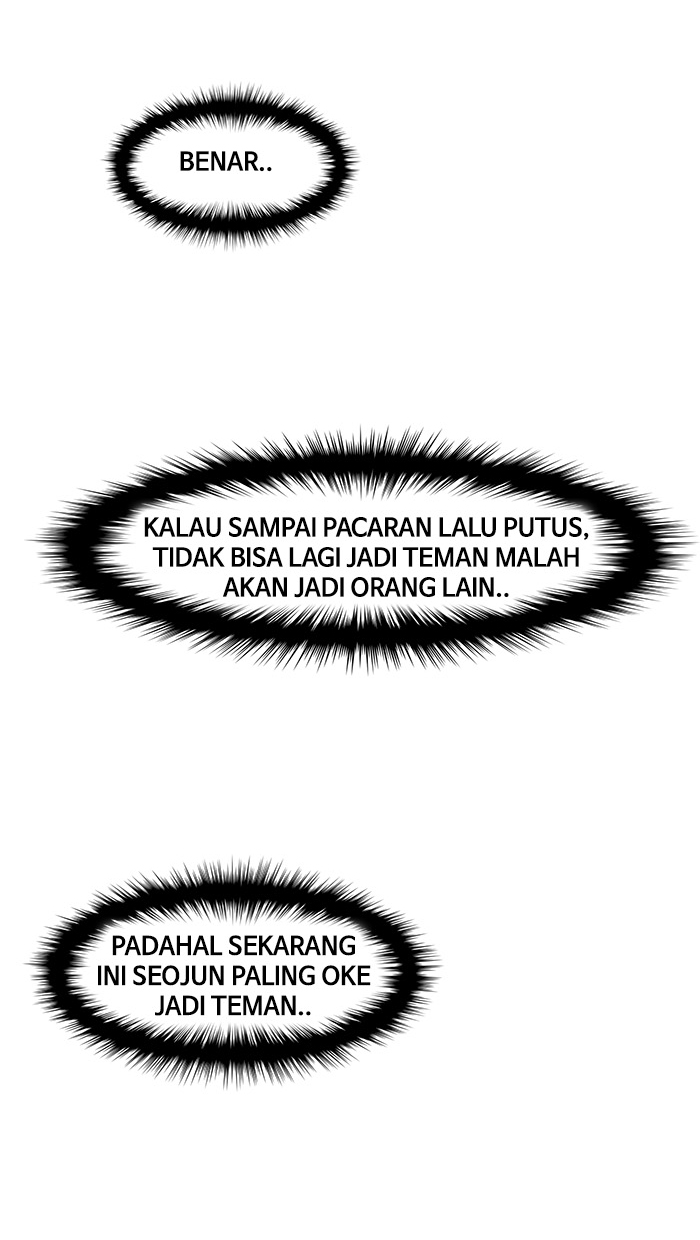 BENAR..
KALAU SAMPAI PACARAN LALU PUTUS,
TIDAK BISA LAGI JADI TEMAN MALAH
AKAN JADI ORANG LAIN..
PADAHAL SEKARANG
INI SEOJUN PALING OKE
JADI TEMAN..